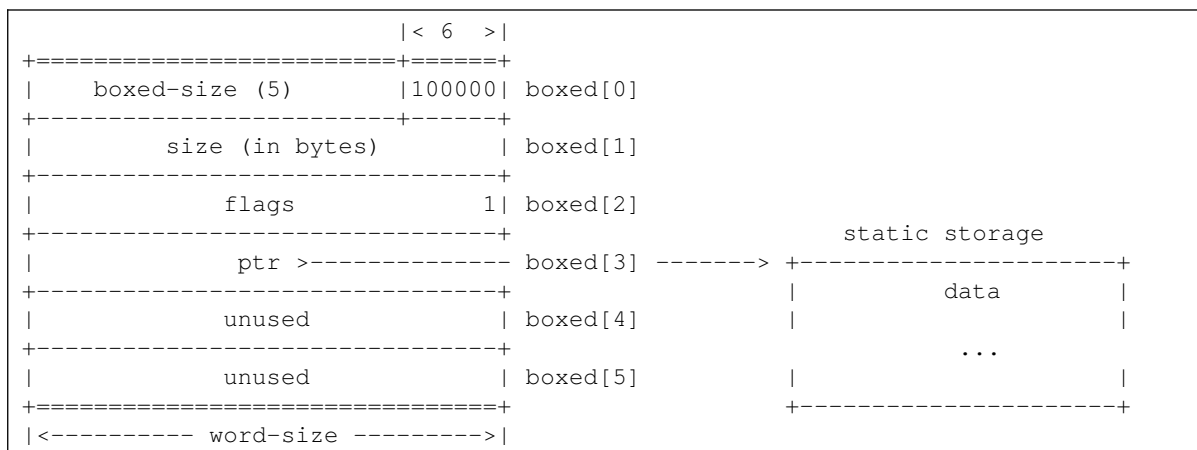 |< 6  >|
+=========================+======+
|    boxed-size (5)       |100000| boxed[0]
+-------------------------+------+
|         size (in bytes)        | boxed[1]
+--------------------------------+
|             flags             1| boxed[2]
+--------------------------------+                       static storage
|              ptr >-------------- boxed[3] -------> +----------------------+
+--------------------------------+                   |          data        |
|             unused             | boxed[4]          |                      |
+--------------------------------+                              ...
|             unused             | boxed[5]          |                      |
+================================+                   +----------------------+
|<---------- word-size --------->|